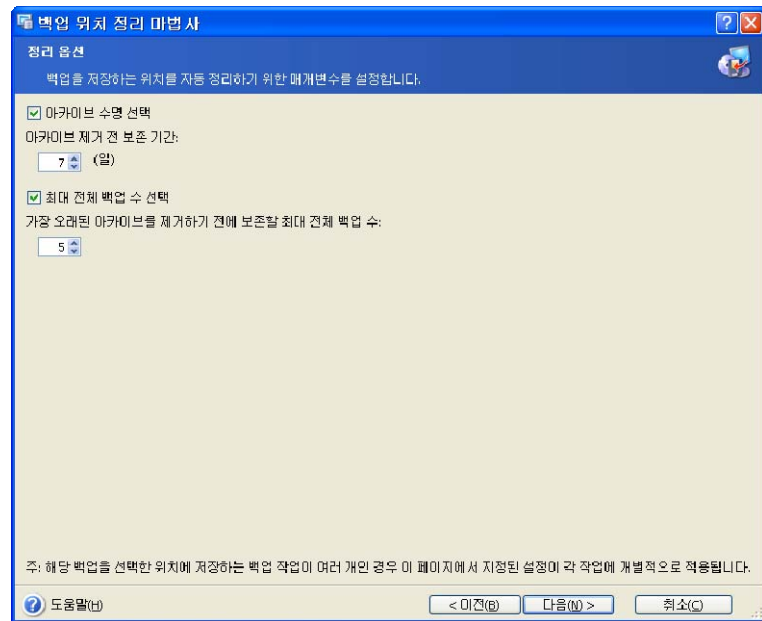 백업 위치 정리 마법사
정리 옵션
백업을 저장하는 위치를 자동 정리하기 위한 매개변수를 설정합니다.
아카이브 수명 선택
아카이브 제거 전 보존 기간:
7 (일)
최대 전체 백업 수 선택
가장 오래된 아카이브를 제거하기 전에 보존할 최대 전체 백업 수:
5
주: 해당 백업을 선택한 위치에 저장하는 백업 작업이 여러 개인 경우 이 페이지에서 지정된 설정이 각 작업에 개별적으로 적용됩니다.
도움말(H) < 이전(B) 다음(N) > 취소(C)